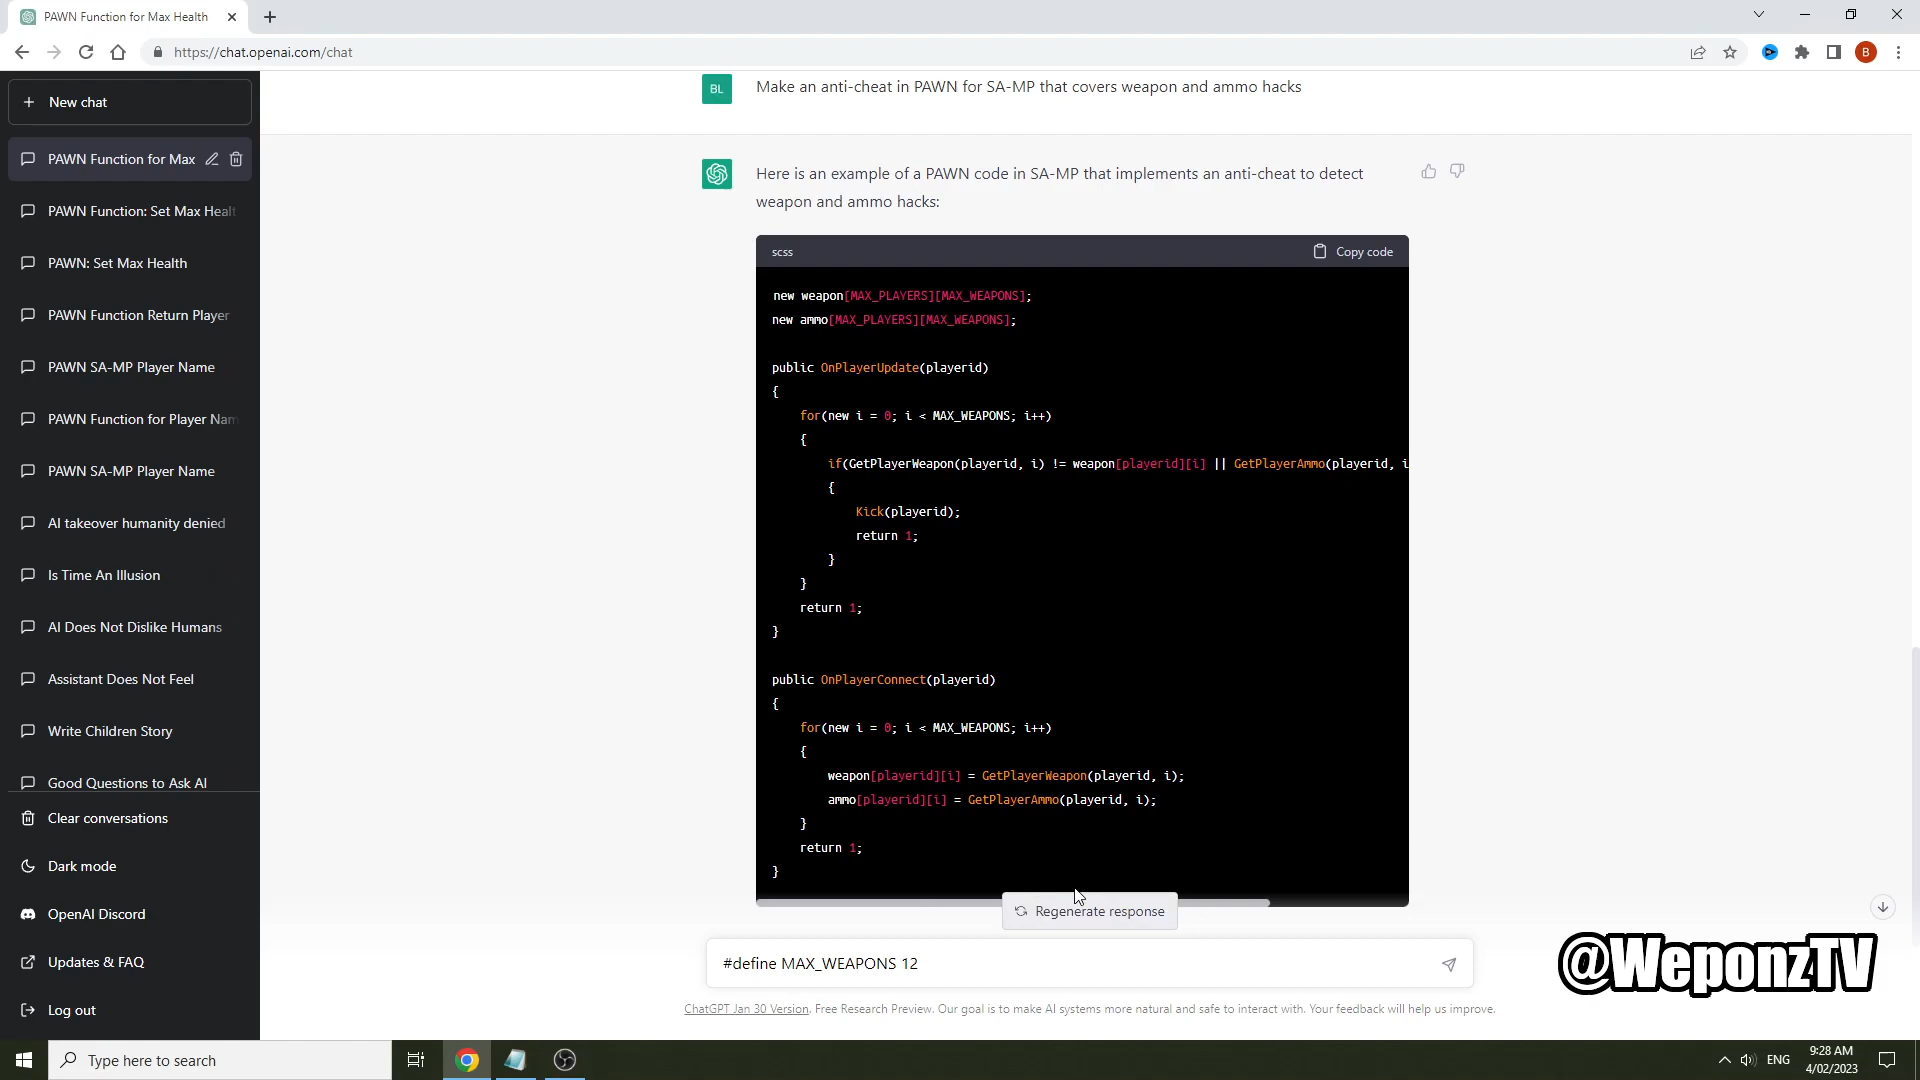 PAWN Function for Max Health
https://chat.openai.com/chat
B
New chat
PAWN Function for Max
PAWN Function: Set Max Healt
PAWN: Set Max Health
PAWN Function Return Player
PAWN SA-MP Player Name
PAWN Function for Player Nam
PAWN SA-MP Player Name
AI takeover humanity denied
Is Time An Illusion
AI Does Not Dislike Humans
Assistant Does Not Feel
Write Children Story
Good Questions to Ask AI
Clear conversations
Dark mode
OpenAI Discord
Updates & FAQ
Log out
BL
Make an anti-cheat in PAWN for SA-MP that covers weapon and ammo hacks
Here is an example of a PAWN code in SA-MP that implements an anti-cheat to detect
weapon and ammo hacks:
scss
Copy code
new weapon[MAX_PLAYERS][MAX_WEAPONS];
new ammo[MAX_PLAYERS][MAX_WEAPONS];
public OnPlayerUpdate(playerid)
{
for(new i = 0; i < MAX_WEAPONS; i++)
{
if(GetPlayerWeapon(playerid, i) != weapon[playerid][i] || GetPlayerAmmo(playerid, i
{
Kick(playerid);
return 1;
}
}
return 1;
}
public OnPlayerConnect(playerid)
{
for(new i = 0; i < MAX_WEAPONS; i++)
{
weapon[playerid][i] = GetPlayerWeapon(playerid, i);
ammo[playerid][i] = GetPlayerAmmo(playerid, i);
}
return 1;
}
Regenerate response
#define MAX_WEAPONS 12
ChatGPT Jan 30 Version. Free Research Preview. Our goal is to make AI systems more natural and safe to interact with. Your feedback will help us improve.
@WeponzTV
Type here to search
ENG
9:28 AM
4/02/2023